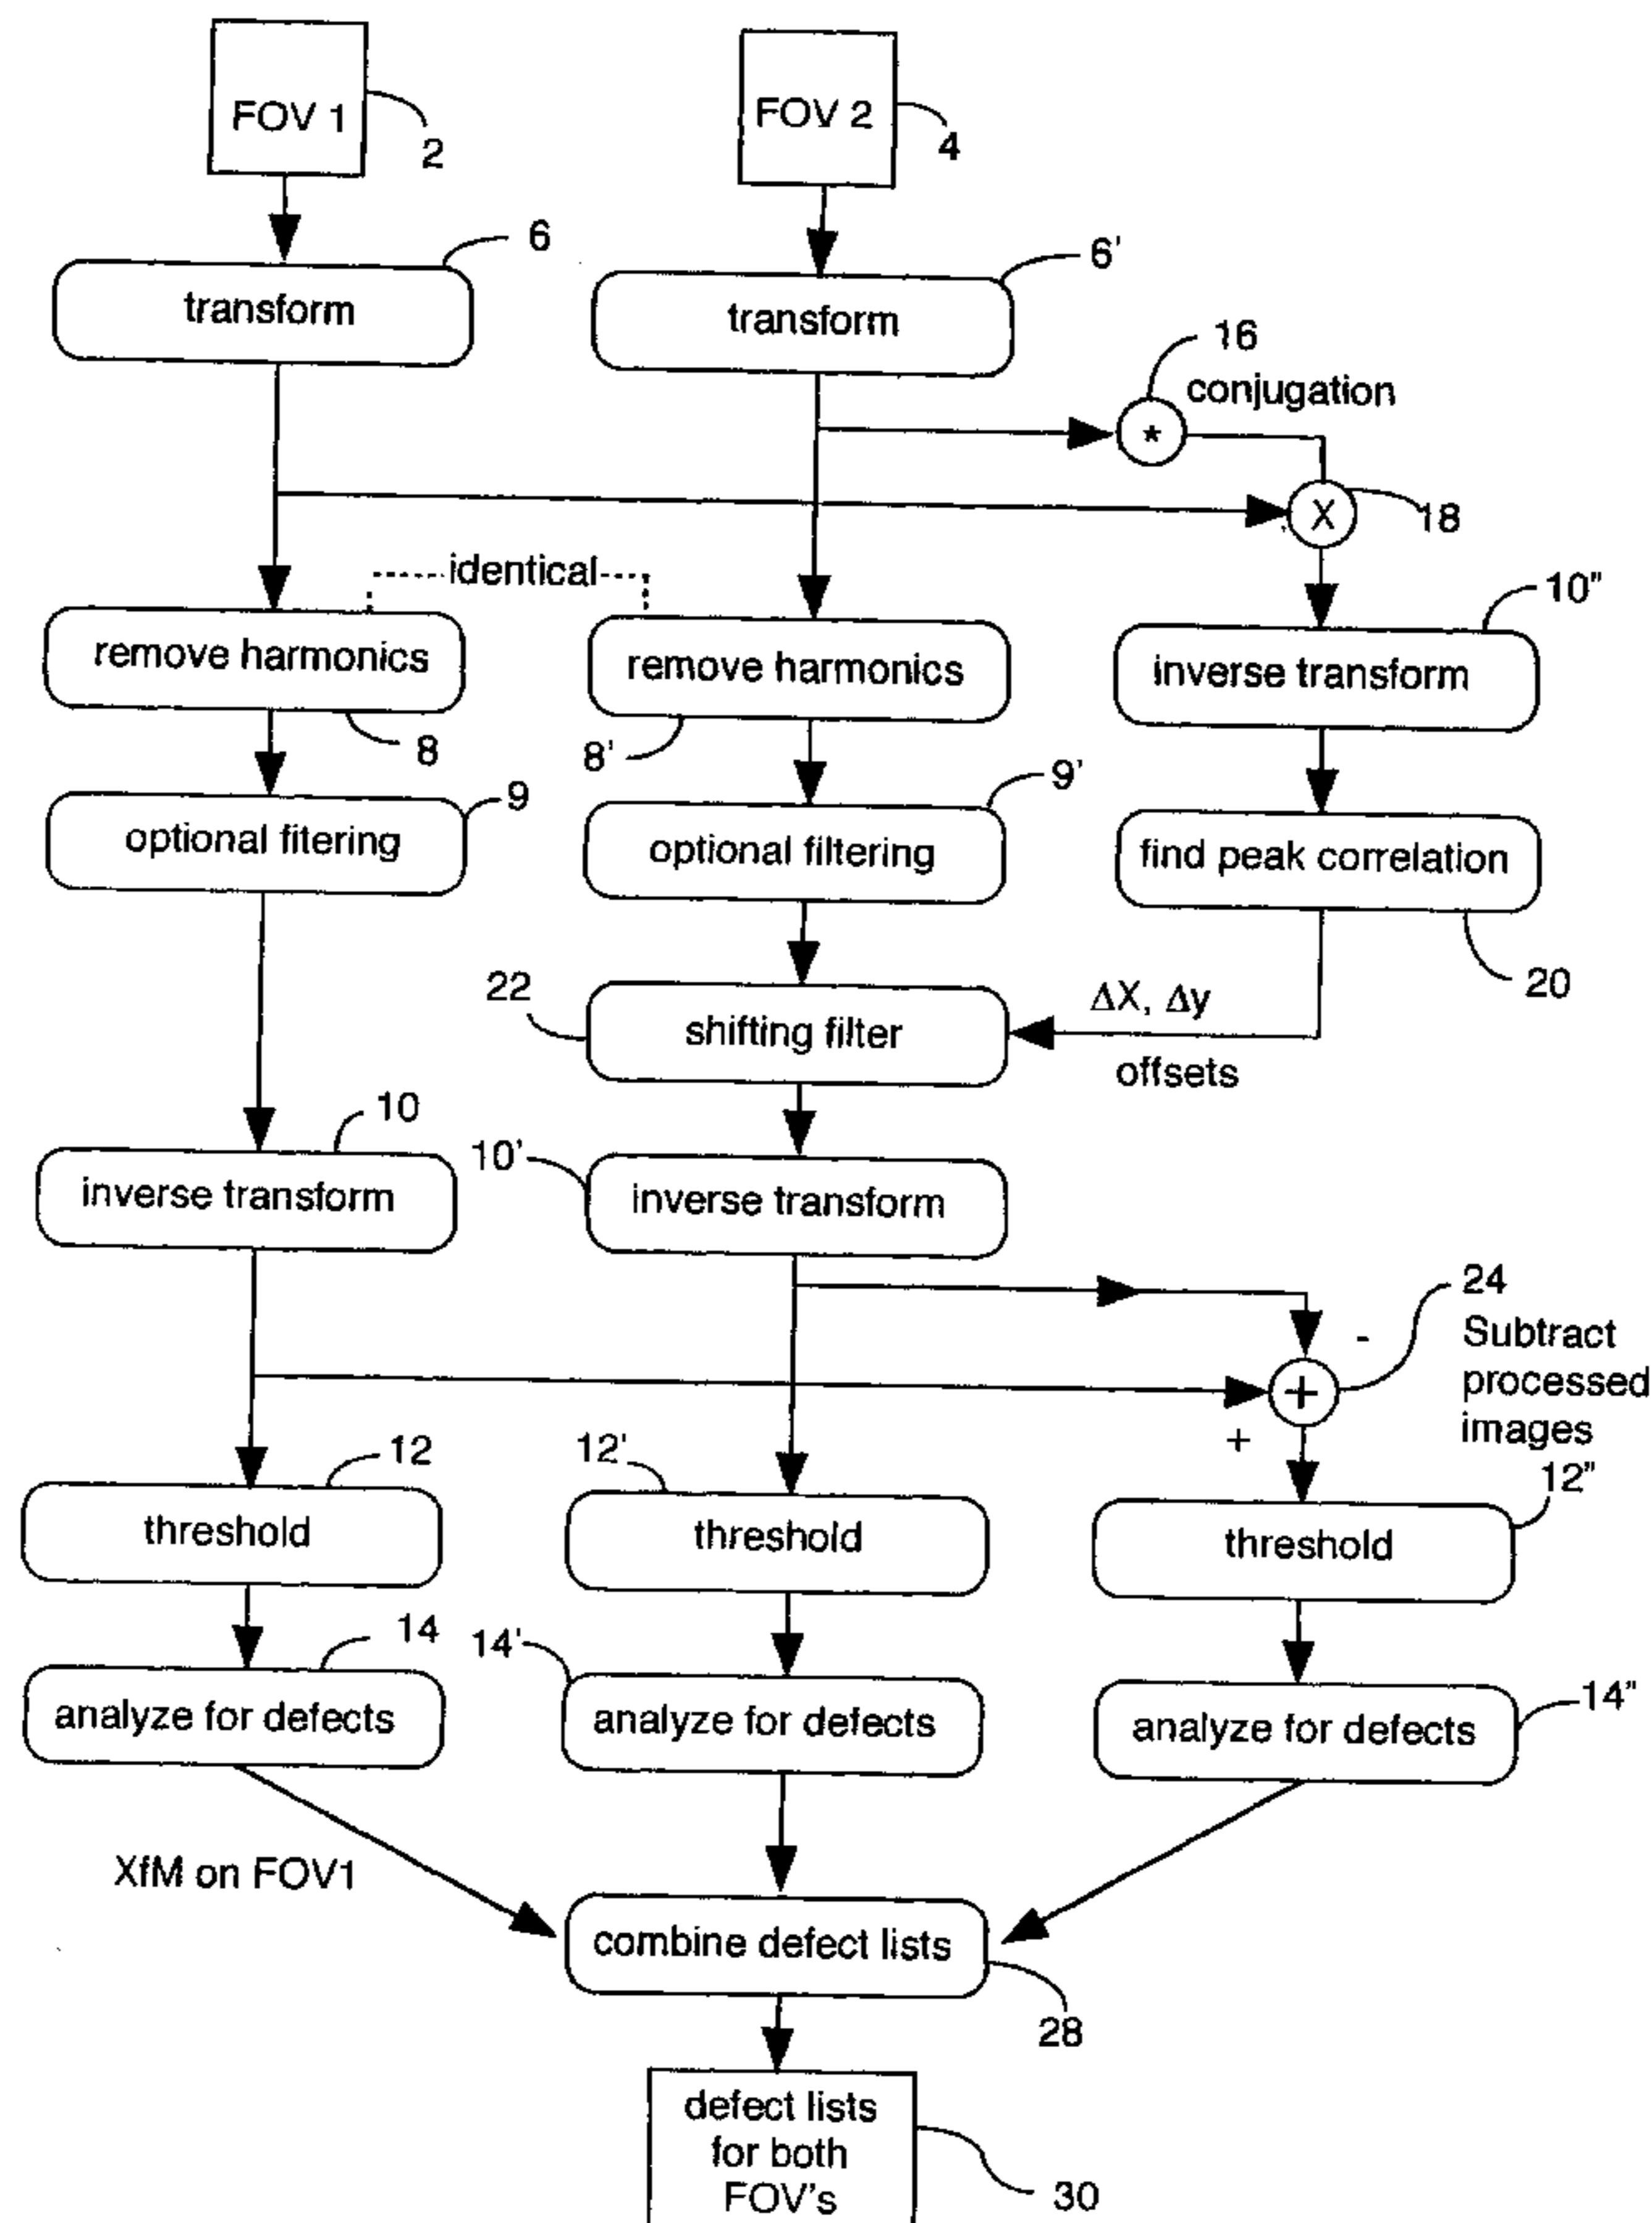 FOV 1
2
FOV 2
4
6
transform
6'
transform
16
conjugation
*
X
18
identical
remove harmonics
8
remove harmonics
8'
10"
inverse transform
9
optional fitering
9'
optional filtering
find peak correlation
20
22
shifting filter
ΔX, Δy
offsets
10
inverse transform
10'
inverse transform
24
Subtract
processed
images
-
+
+
12
threshold
12'
threshold
12"
threshold
14
analyze for defects
14'
analyze for defects
14"
analyze for defects
XfM on FOV1
combine defect lists
28
defect lists
for both
FOV's
30